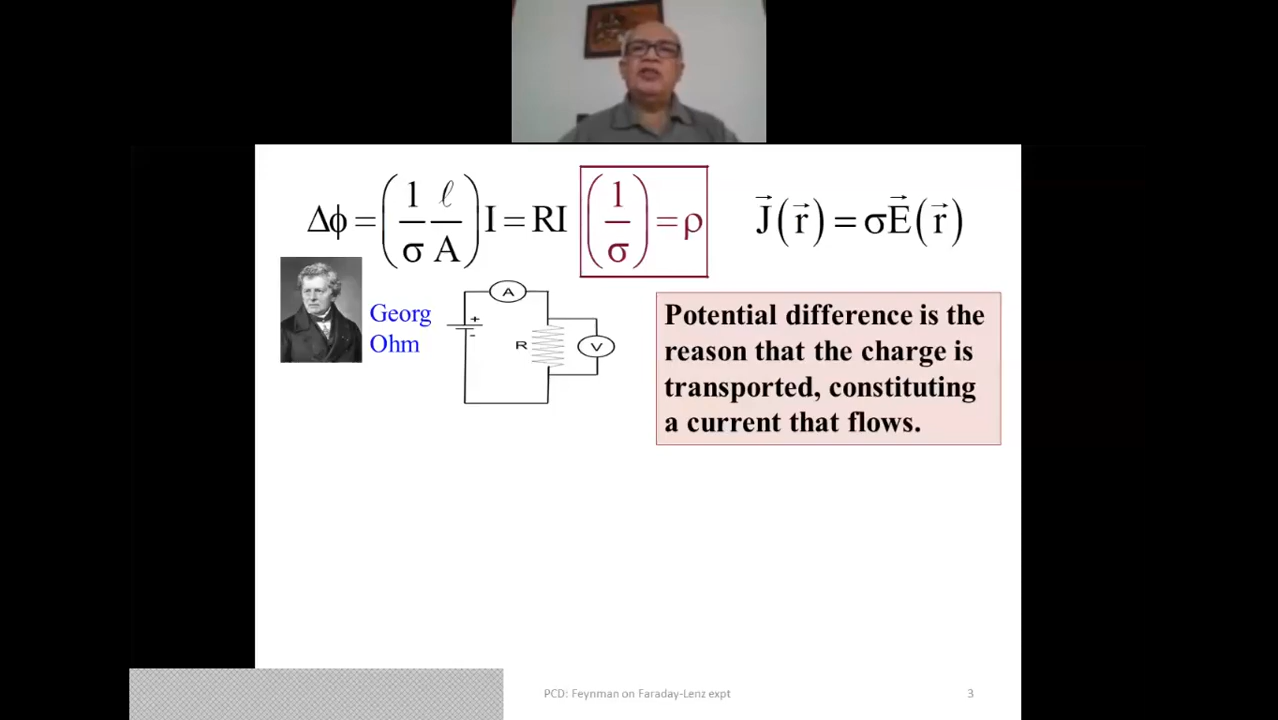 Δϕ = (1/σ ℓ/A) I = RI (1/σ) = ρ J⃗(r⃗) = σE⃗(r⃗)
Georg
Ohm
A
+
-
R
V
Potential difference is the
reason that the charge is
transported, constituting
a current that flows.
PCD: Feynman on Faraday-Lenz expt
3